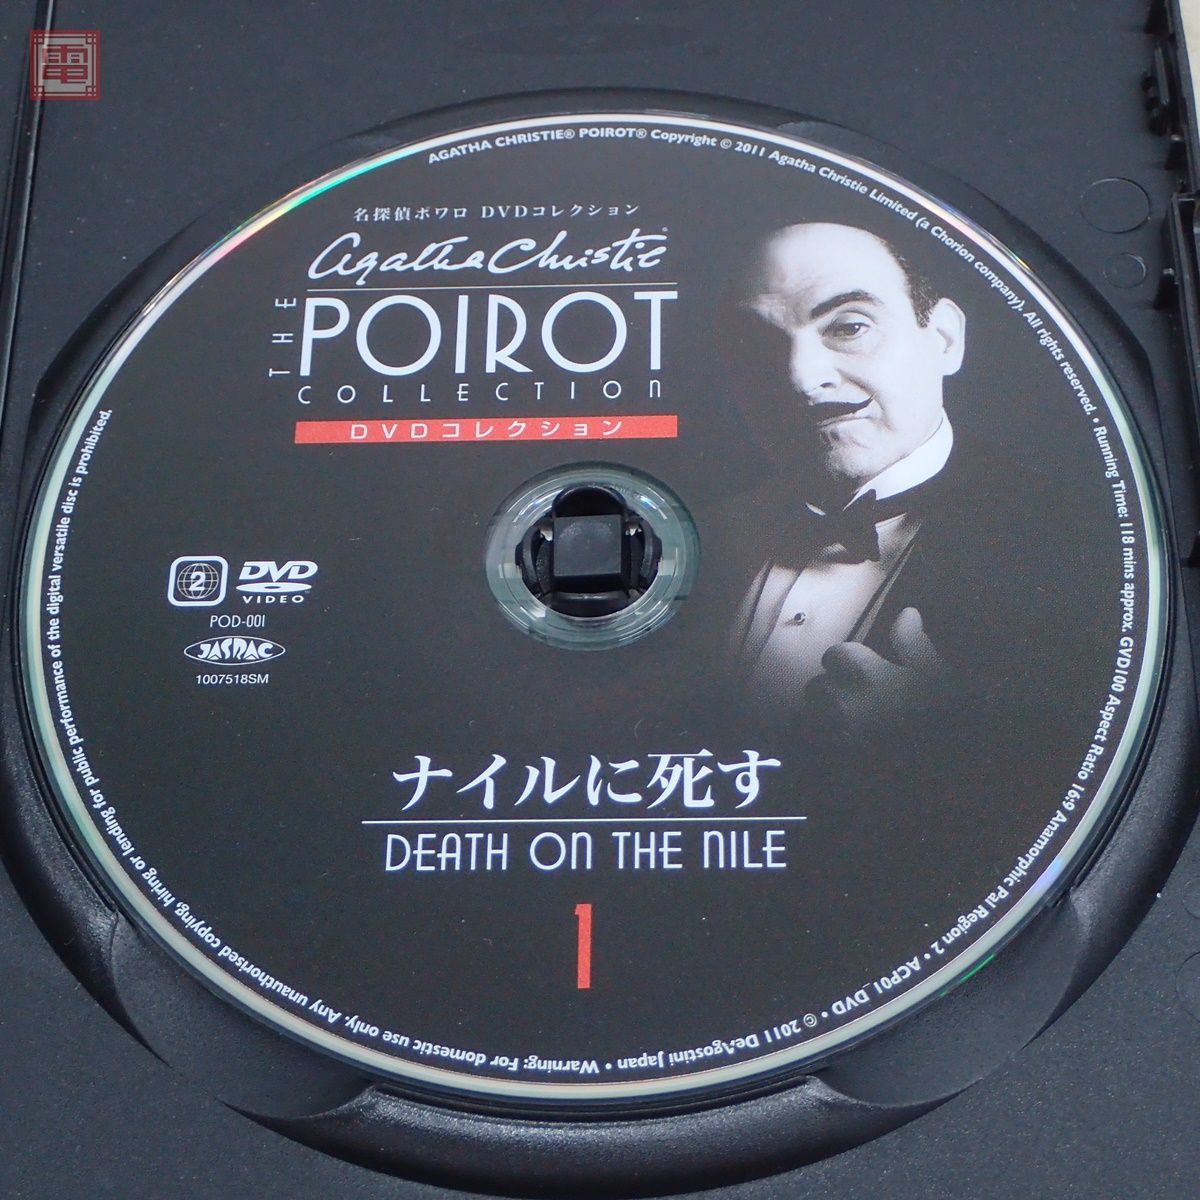 電
AGATHA CHRISTIE® POIROT® Copyright © 2011 Agatha Christie Limited (a Chorion company). All rights reserved. • Running Time: 118 mins approx. GVD100 Aspect Ratio 16:9 Anamorphic Pal Region 2 • ACP01_DVD • © 2011 DeAgostini Japan • Warning: For domestic use only. Any unauthorised copying, hiring or lending for public performance of the digital versatile disc is prohibited.
名探偵ポワロ DVDコレクション
Agatha Christie®
THE
POIROT
COLLECTION
DVDコレクション
2
DVD
VIDEO
POD-001
JASRAC
1007518SM
ナイルに死す
DEATH ON THE NILE
1